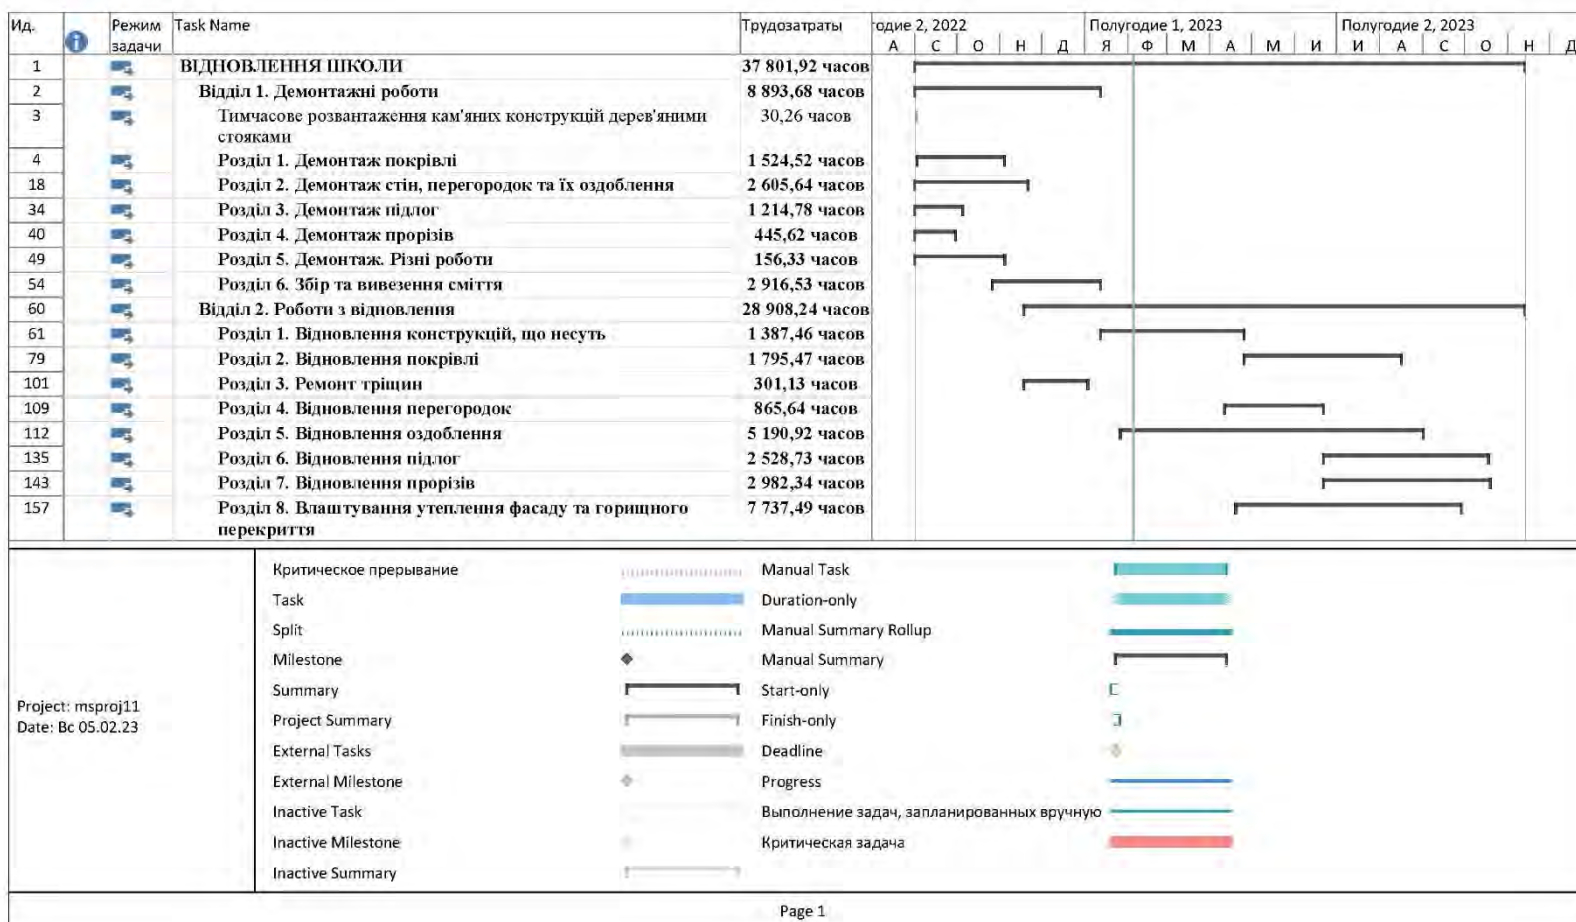 Ид. Режим задачи Task Name Трудозатраты годие 2, 2022 Полугодие 1, 2023 Полугодие 2, 2023
А С О Н Д Я Ф М А М И И А С О Н Д
1 ВІДНОВЛЕННЯ ШКОЛИ 37 801,92 часов
2 Відділ 1. Демонтажні роботи 8 893,68 часов
3 Тимчасове розвантаження кам'яних конструкцій дерев'яними 30,26 часов
стояками
4 Розділ 1. Демонтаж покрівлі 1 524,52 часов
18 Розділ 2. Демонтаж стін, перегородок та їх оздоблення 2 605,64 часов
34 Розділ 3. Демонтаж підлог 1 214,78 часов
40 Розділ 4. Демонтаж прорізів 445,62 часов
49 Розділ 5. Демонтаж. Різні роботи 156,33 часов
54 Розділ 6. Збір та вивезення сміття 2 916,53 часов
60 Відділ 2. Роботи з відновлення 28 908,24 часов
61 Розділ 1. Відновлення конструкцій, що несуть 1 387,46 часов
79 Розділ 2. Відновлення покрівлі 1 795,47 часов
101 Розділ 3. Ремонт тріщин 301,13 часов
109 Розділ 4. Відновлення перегородок 865,64 часов
112 Розділ 5. Відновлення оздоблення 5 190,92 часов
135 Розділ 6. Відновлення підлог 2 528,73 часов
143 Розділ 7. Відновлення прорізів 2 982,34 часов
157 Розділ 8. Влаштування утеплення фасаду та горищного 7 737,49 часов
перекриття
Project: msproj11
Date: Вс 05.02.23
Критическое прерывание
Task
Split
Milestone
Summary
Project Summary
External Tasks
External Milestone
Inactive Task
Inactive Milestone
Inactive Summary
Manual Task
Duration-only
Manual Summary Rollup
Manual Summary
Start-only
Finish-only
Deadline
Progress
Выполнение задач, запланированных вручную
Критическая задача
Page 1